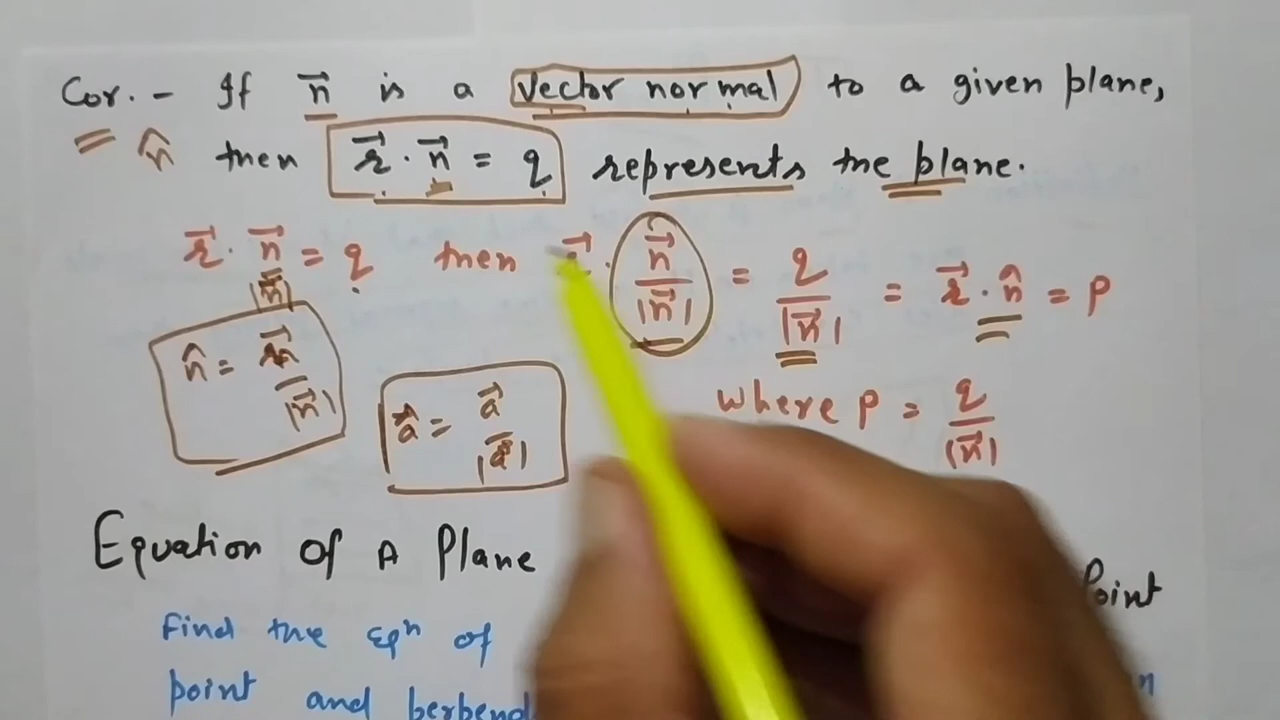 Cor. - If n⃗ is a vector normal to a given plane,
n̂ then r⃗ . n⃗ = q represents the plane.
r⃗ . n⃗ = q then . n⃗/|n⃗| = q/|n⃗| = r⃗ . n̂ = p
|n⃗|
n̂ = n⃗/|n⃗|
â = a⃗/|a⃗| where p = q/|n⃗|
Equation of A Plane Point
Find the Eqn of
point and